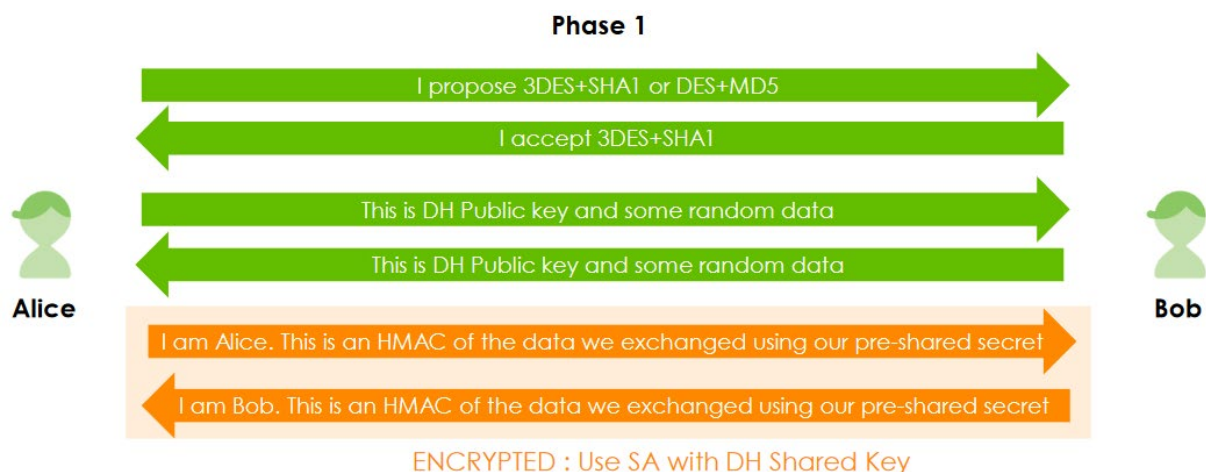 Phase 1
I propose 3DES+SHA1 or DES+MD5
I accept 3DES+SHA1
This is DH Public key and some random data
This is DH Public key and some random data
Alice
Bob
I am Alice. This is an HMAC of the data we exchanged using our pre-shared secret
I am Bob. This is an HMAC of the data we exchanged using our pre-shared secret
ENCRYPTED : Use SA with DH Shared Key